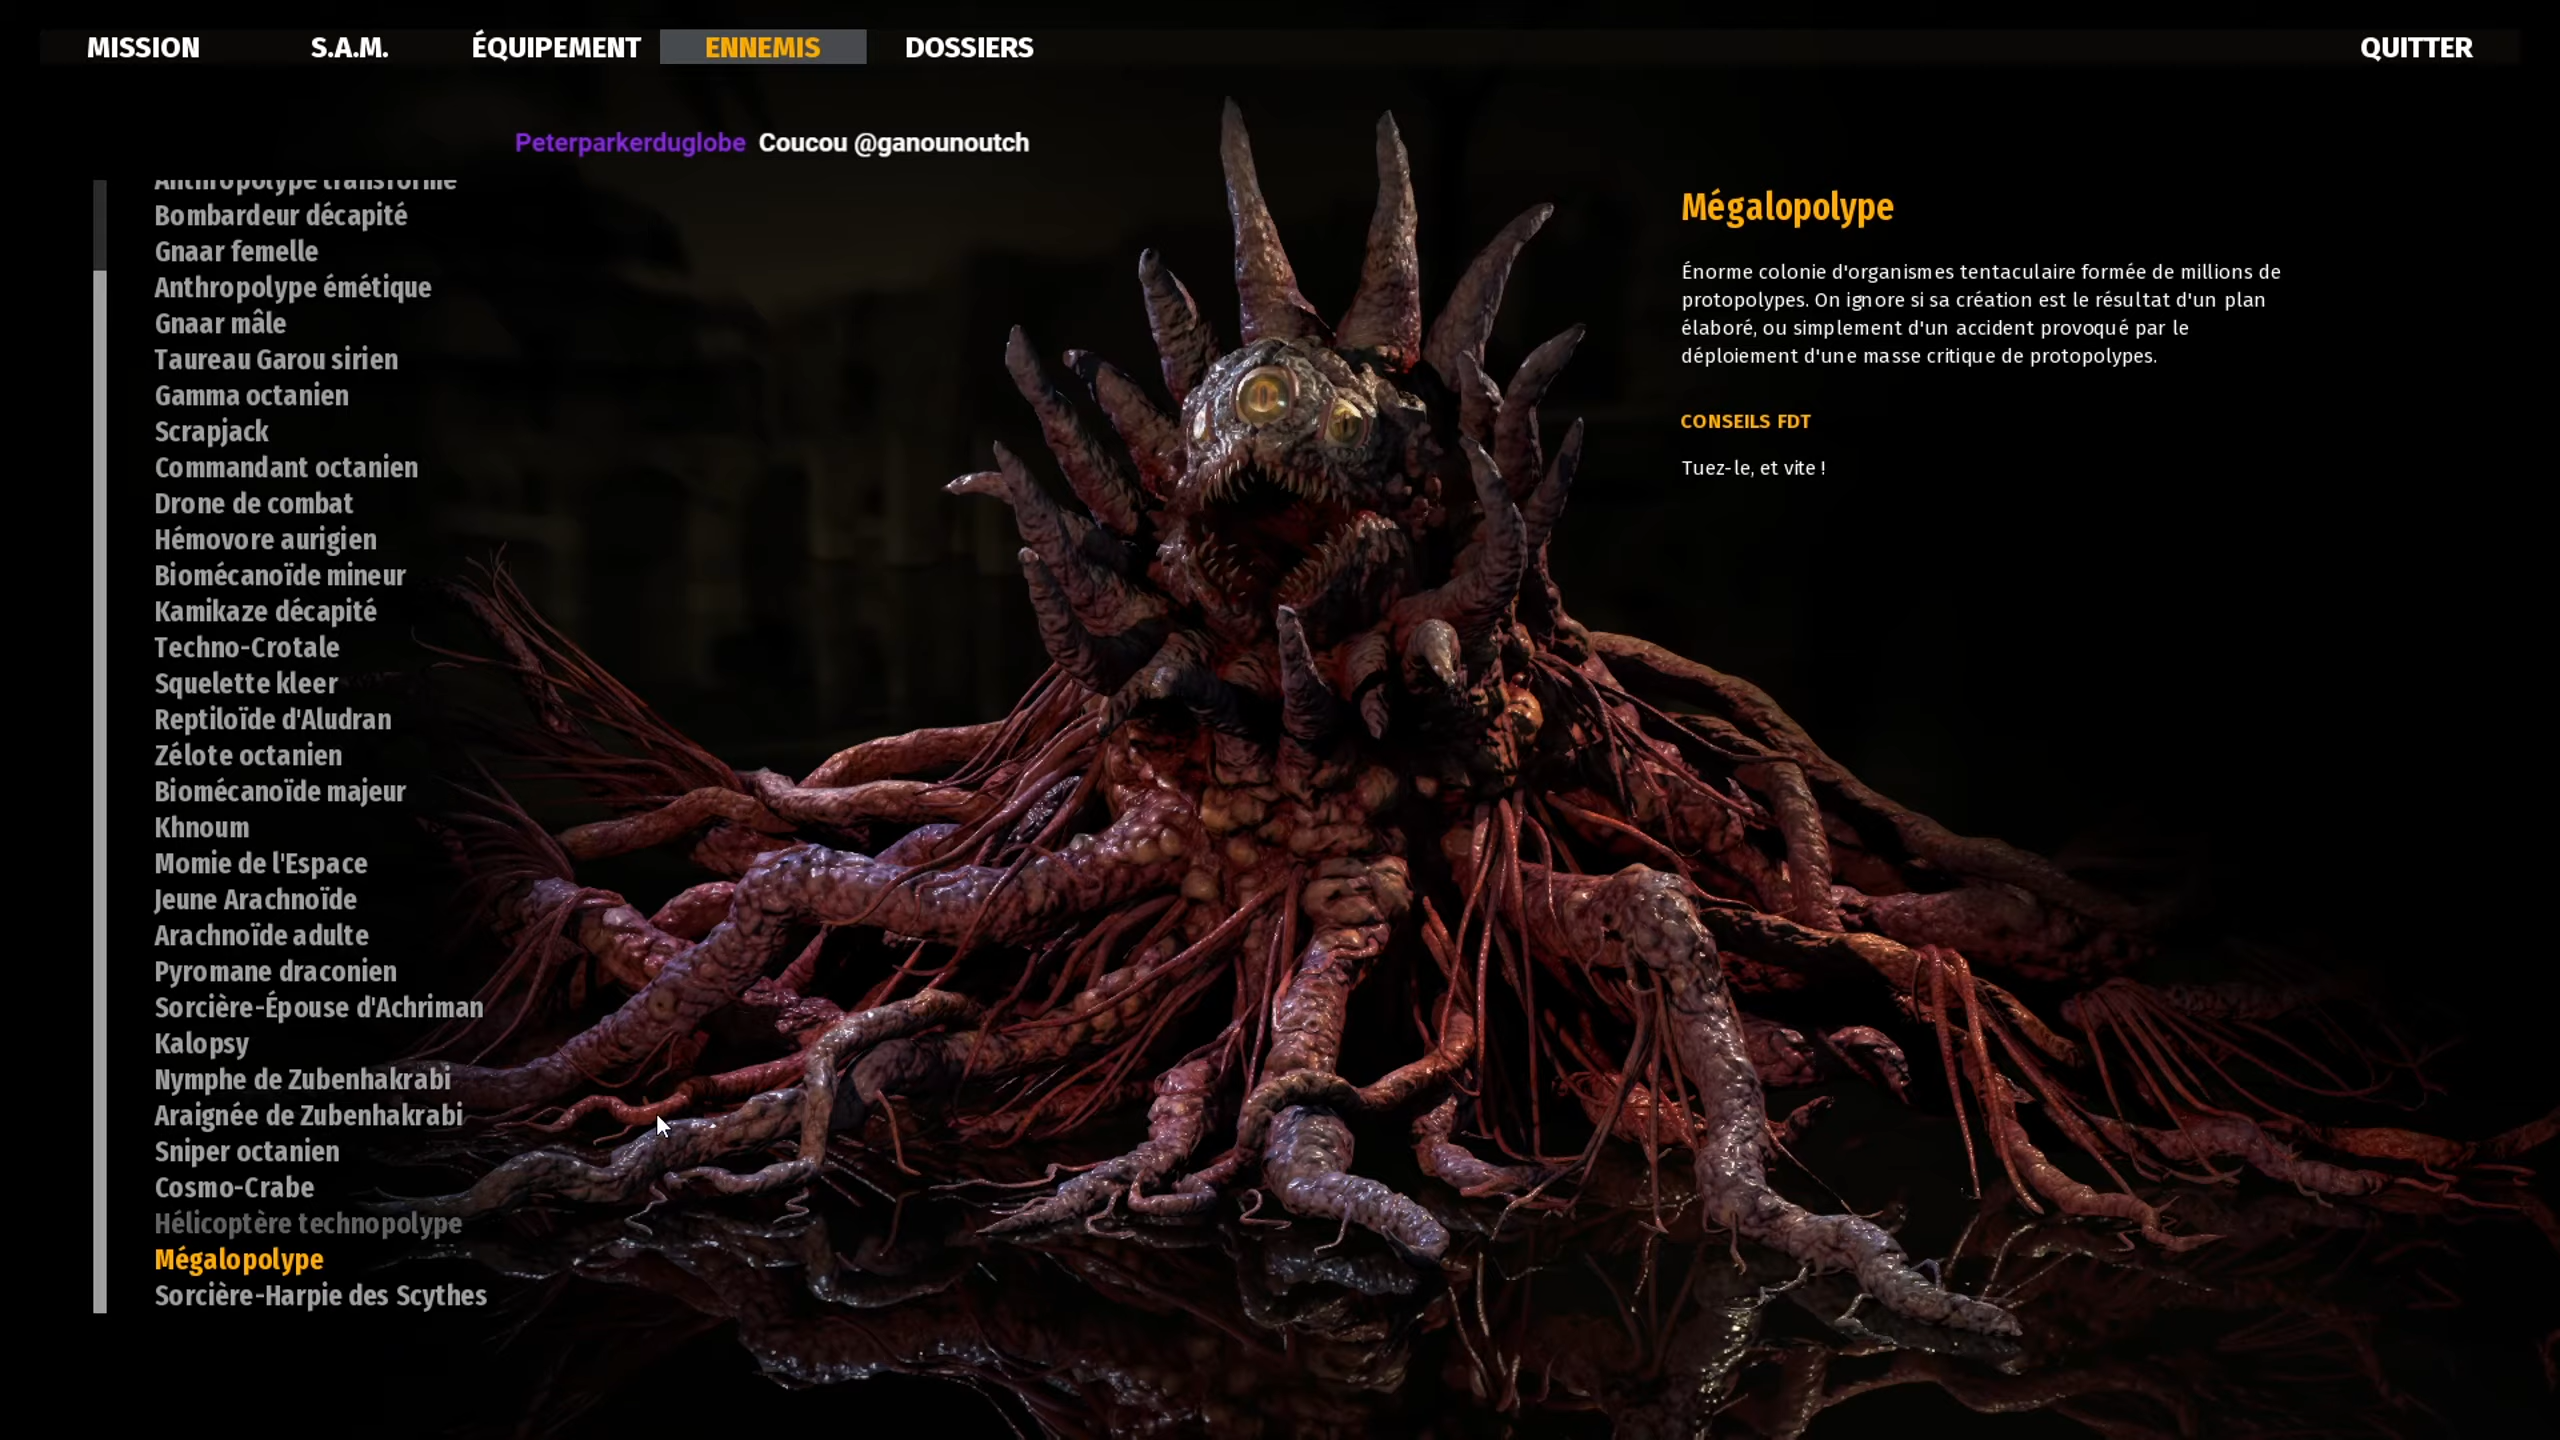 MISSION
S.A.M.
ÉQUIPEMENT
ENNEMIS
DOSSIERS
QUITTER
Peterparkerduglobe Coucou @ganounoutch
Anthropolype transformé
Bombardeur décapité
Gnaar femelle
Anthropolype émétique
Gnaar mâle
Taureau Garou sirien
Gamma octanien
Scrapjack
Commandant octanien
Drone de combat
Hémovore aurigien
Biomécanoïde mineur
Kamikaze décapité
Techno-Crotale
Squelette kleer
Reptiloïde d'Aludran
Zélote octanien
Biomécanoïde majeur
Khnoum
Momie de l'Espace
Jeune Arachnoïde
Arachnoïde adulte
Pyromane draconien
Sorcière-Épouse d'Achriman
Kalopsy
Nymphe de Zubenhakrabi
Araignée de Zubenhakrabi
Sniper octanien
Cosmo-Crabe
Hélicoptère technopolype
Mégalopolype
Sorcière-Harpie des Scythes
Mégalopolype
Énorme colonie d'organismes tentaculaire formée de millions de
protopolypes. On ignore si sa création est le résultat d'un plan
élaboré, ou simplement d'un accident provoqué par le
déploiement d'une masse critique de protopolypes.
CONSEILS FDT
Tuez-le, et vite !